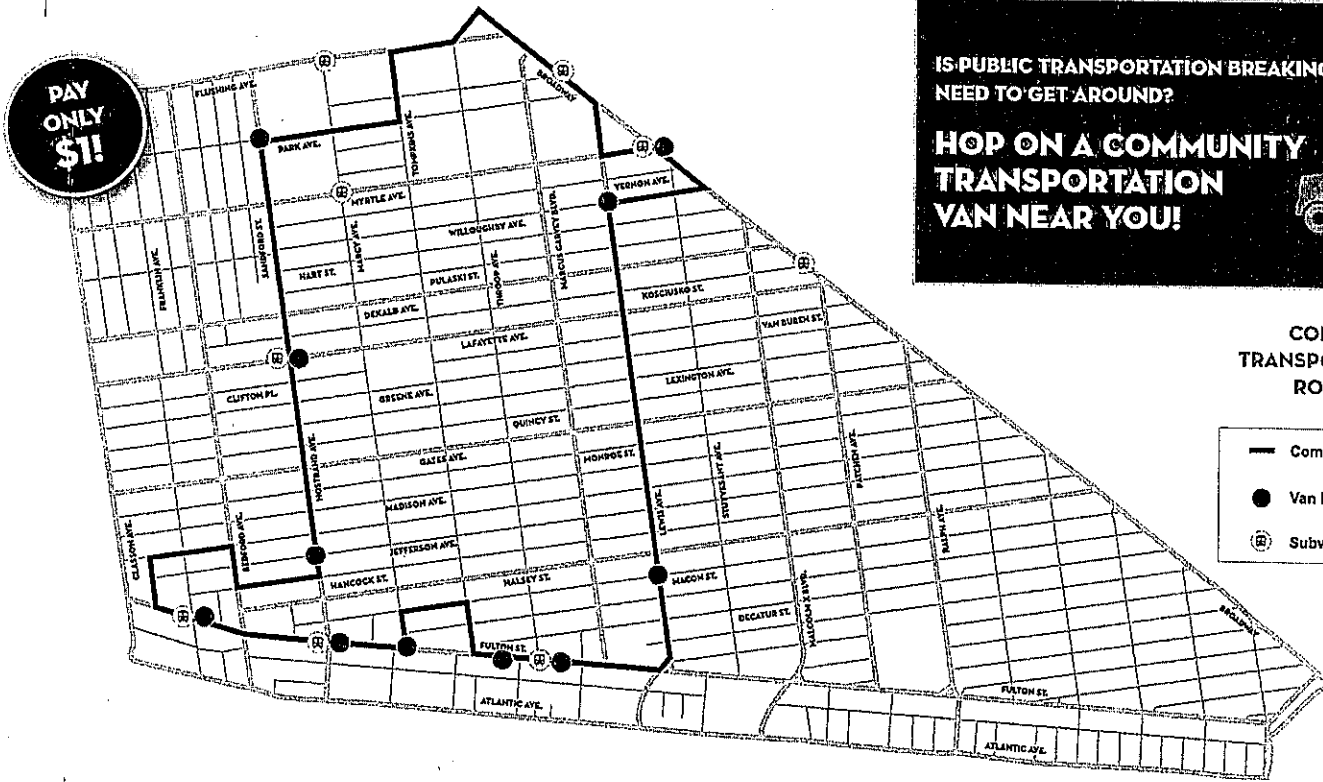 PAY
ONLY
$1!
IS PUBLIC TRANSPORTATION BREAKING
NEED TO GET AROUND?
HOP ON A COMMUNITY
TRANSPORTATION
VAN NEAR YOU!
FLUSHING AVE.
BROADWAY
PARK AVE.
TOMPKINS AVE.
MYRTLE AVE.
VERNON AVE.
SANDFORD ST.
MARCY AVE.
WILLOUGHBY AVE.
MARCUS GARVEY BLVD.
FRANKLIN AVE.
HART ST.
PULASKI ST.
THROOP AVE.
KOSCIUSKO ST.
DEKALB AVE.
VAN BUREN ST.
LAFAYETTE AVE.
CLIFTON PL.
GREENE AVE.
LEXINGTON AVE.
QUINCY ST.
GATES AVE.
MONROE ST.
NOSTRAND AVE.
MADISON AVE.
LEWIS AVE.
STUYVESANT AVE.
PATCHEN AVE.
RALPH AVE.
CLASSON AVE.
BEDFORD AVE.
JEFFERSON AVE.
HANCOCK ST.
HALSEY ST.
MACON ST.
DECATUR ST.
MALCOLM X BLVD.
BROADWAY
FULTON ST.
FULTON ST.
ATLANTIC AVE.
ATLANTIC AVE.
CO
TRANSPO
RO
Com
Van
Subw